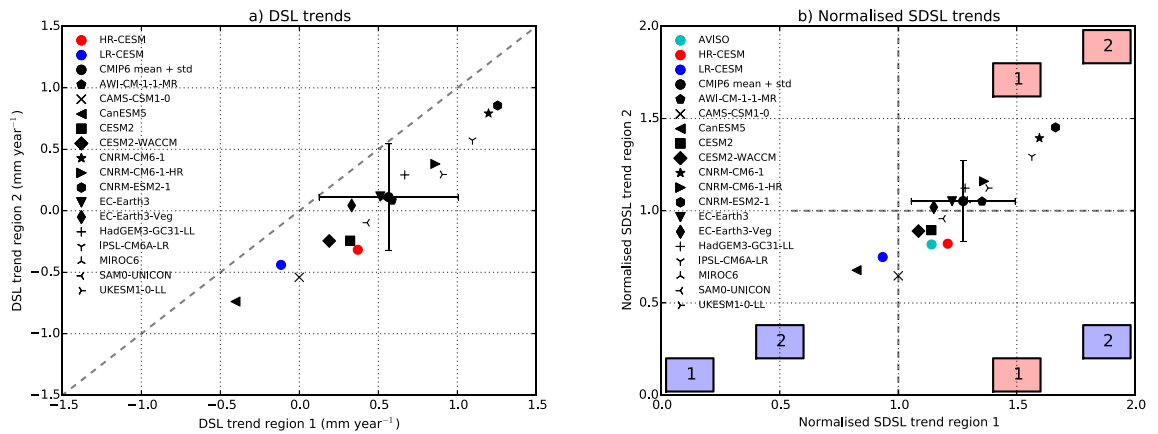 a) DSL trends
1.5
1.0
0.5
0.0
−0.5
−1.0
−1.5
DSL trend region 2 (mm year⁻¹)
HR-CESM
LR-CESM
CMIP6 mean + std
AWI-CM-1-1-MR
CAMS-CSM1-0
CanESM5
CESM2
CESM2-WACCM
CNRM-CM6-1
CNRM-CM6-1-HR
CNRM-ESM2-1
EC-Earth3
EC-Earth3-Veg
HadGEM3-GC31-LL
IPSL-CM6A-LR
MIROC6
SAM0-UNICON
UKESM1-0-LL
−1.5 −1.0 −0.5 0.0 0.5 1.0 1.5
DSL trend region 1 (mm year⁻¹)
b) Normalised SDSL trends
2.0
1.5
1.0
0.5
0.0
Normalised SDSL trend region 2
AVISO
HR-CESM
LR-CESM
CMIP6 mean + std
AWI-CM-1-1-MR
CAMS-CSM1-0
CanESM5
CESM2
CESM2-WACCM
CNRM-CM6-1
CNRM-CM6-1-HR
CNRM-ESM2-1
EC-Earth3
EC-Earth3-Veg
HadGEM3-GC31-LL
IPSL-CM6A-LR
MIROC6
SAM0-UNICON
UKESM1-0-LL
2
1
2
2
1
1
0.0 0.5 1.0 1.5 2.0
Normalised SDSL trend region 1